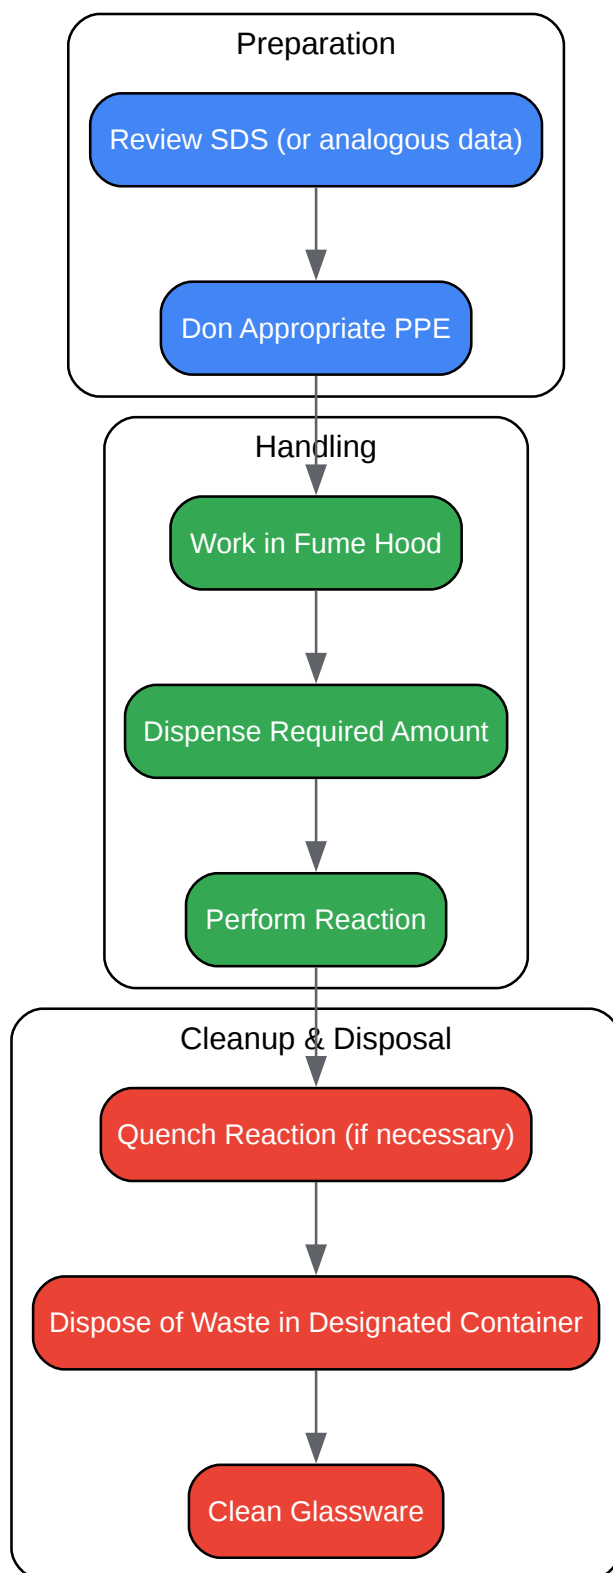 Preparation
Review SDS (or analogous data)
Don Appropriate PPE
Handling
Work in Fume Hood
Dispense Required Amount
Perform Reaction
Cleanup & Disposal
Quench Reaction (if necessary)
Dispose of Waste in Designated Container
Clean Glassware